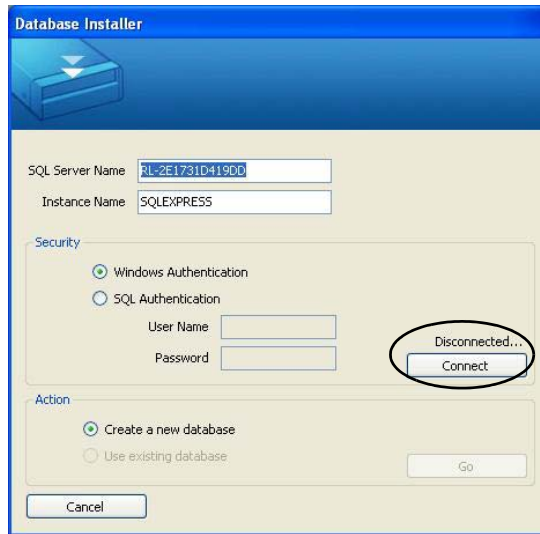 Database Installer
SQL Server Name RL-2E1731D419DD
Instance Name SQLEXPRESS
Security
Windows Authentication
SQL Authentication
User Name
Password
Disconnected...
Connect
Action
Create a new database
Use existing database
Go
Cancel